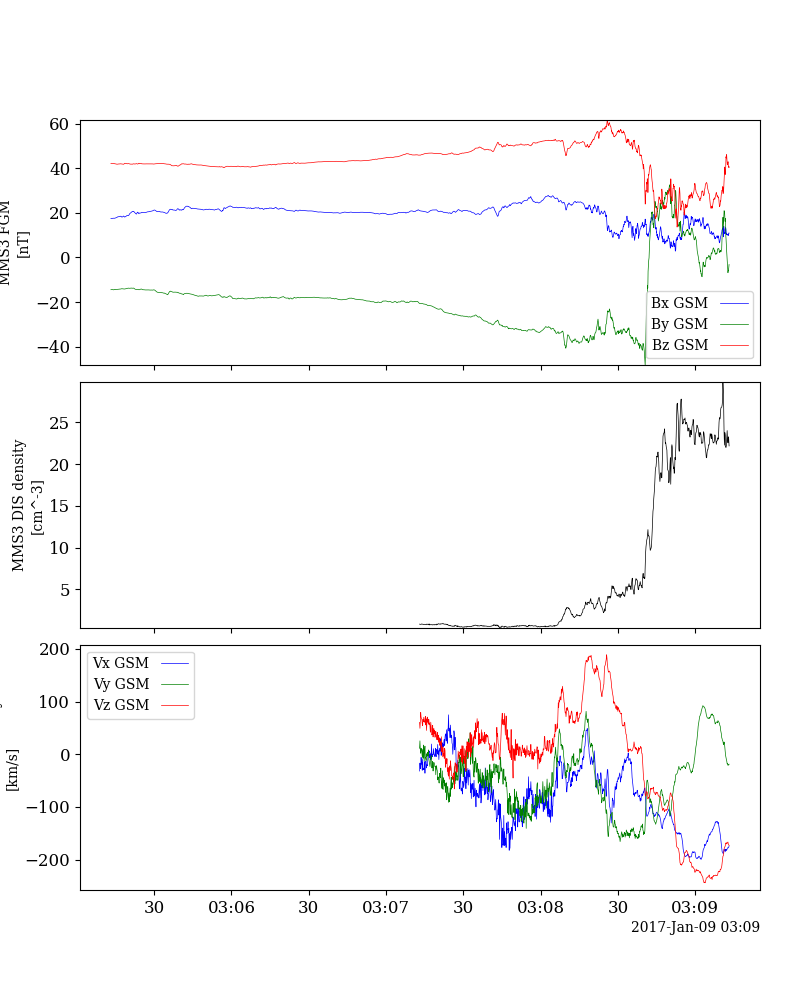 60
40
20
0
−20
−40
MMS3 FGM
[nT]
Bx GSM
By GSM
Bz GSM
25
20
15
10
5
MMS3 DIS density
[cm^-3]
200
100
0
−100
−200
[km/s]
Vx GSM
Vy GSM
Vz GSM
30
03:06
30
03:07
30
03:08
30
03:09
2017-Jan-09 03:09